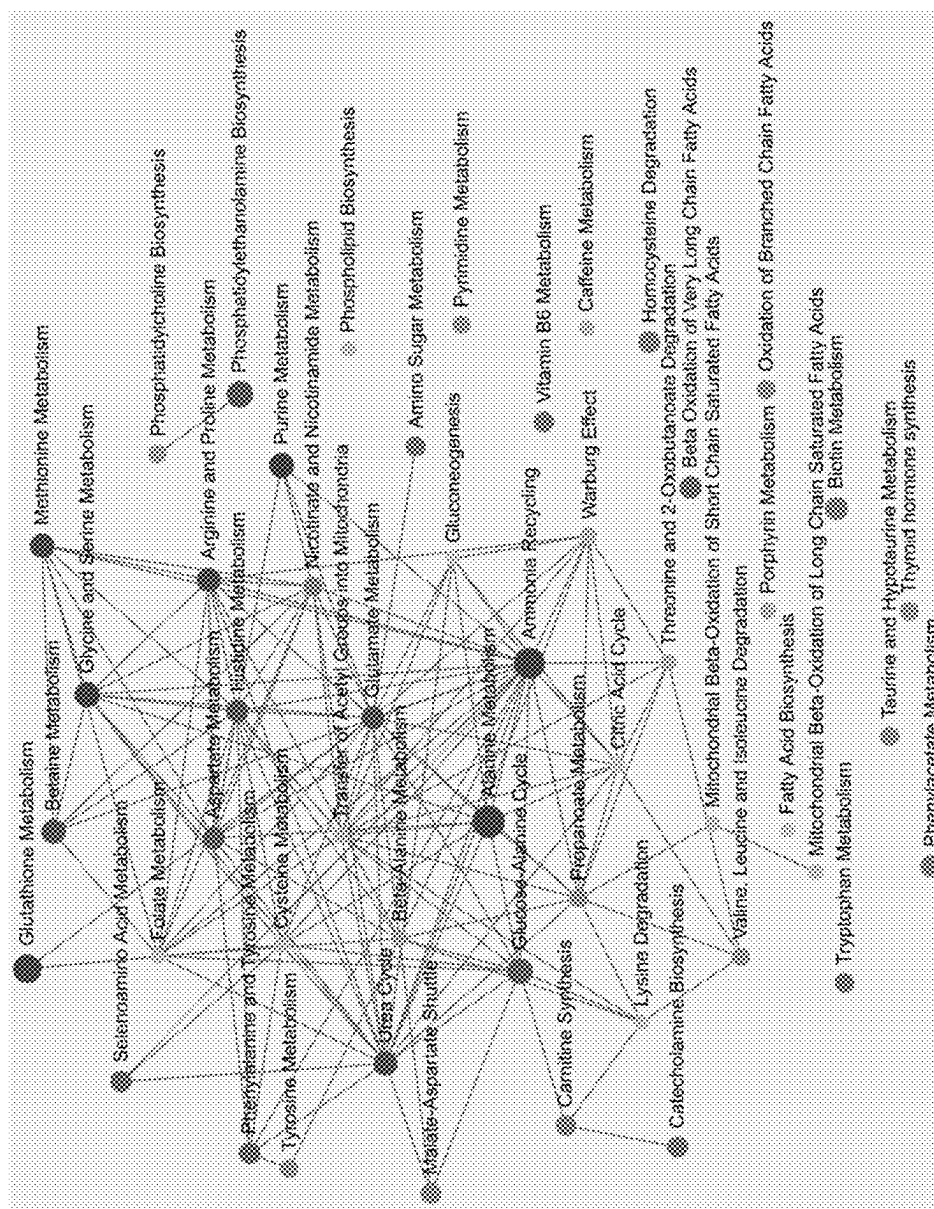 Glutathione Metabolism
Betaine Metabolism
Methionine Metabolism
Glycine and Serine Metabolism
Selenoamino Acid Metabolism
Folate Metabolism
Phosphatidylcholine Biosynthesis
Aspartate Metabolism
Arginine and Proline Metabolism
Phosphatidylethanolamine Biosynthesis
Phenylalanine and Tyrosine Metabolism
Histidine Metabolism
Purine Metabolism
Tyrosine Metabolism
Cysteine Metabolism
Nicotinate and Nicotinamide Metabolism
Transfer of Acetyl Groups into Mitochondria
Phospholipid Biosynthesis
Urea Cycle
Beta-Alanine Metabolism
Glutamate Metabolism
Amino Sugar Metabolism
Malate-Aspartate Shuttle
Gluconeogenesis
Pyrimidine Metabolism
Alanine Metabolism
Glucose-Alanine Cycle
Ammonia Recycling
Vitamin B6 Metabolism
Carnitine Synthesis
Propanoate Metabolism
Warburg Effect
Caffeine Metabolism
Citric Acid Cycle
Lysine Degradation
Homocysteine Degradation
Threonine and 2-Oxobutanoate Degradation
Catecholamine Biosynthesis
Beta Oxidation of Very Long Chain Fatty Acids
Mitochondrial Beta-Oxidation of Short Chain Saturated Fatty Acids
Valine, Leucine and Isoleucine Degradation
Porphyrin Metabolism
Oxidation of Branched Chain Fatty Acids
Fatty Acid Biosynthesis
Mitochondrial Beta-Oxidation of Long Chain Saturated Fatty Acids
Biotin Metabolism
Tryptophan Metabolism
Taurine and Hypotaurine Metabolism
Thyroid hormone synthesis
Phenylacetate Metabolism